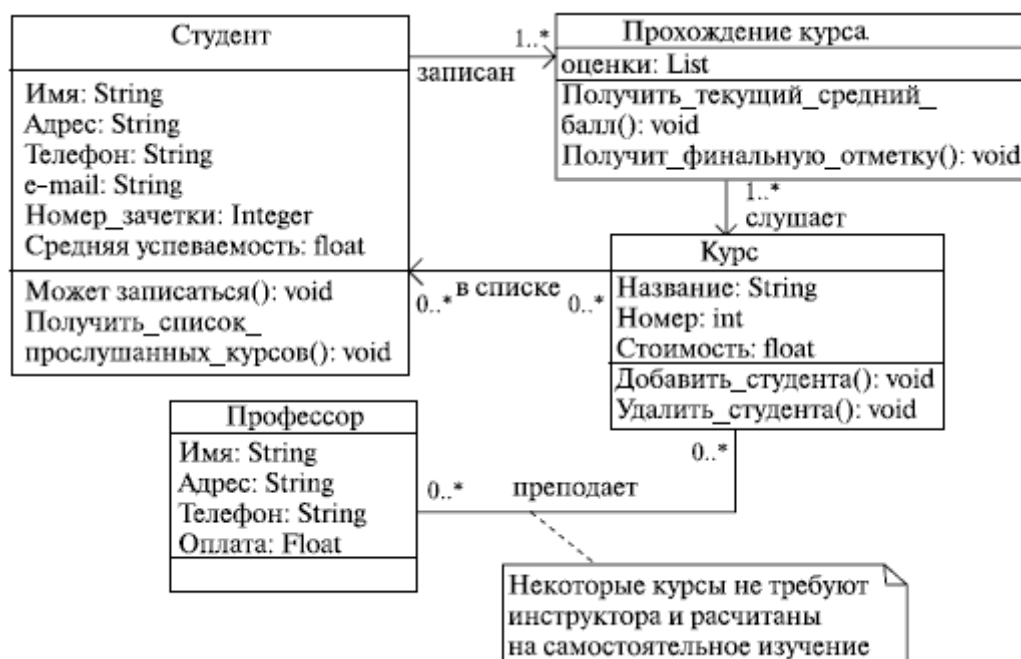 Студент
Имя: String
Адрес: String
Телефон: String
e-mail: String
Номер_зачетки: Integer
Средняя успеваемость: float
Может записаться(): void
Получить_список_
прослушанных_курсов(): void
1..*
записан
Прохождение курса
оценки: List
Получить_текущий_средний_
балл(): void
Получит_финальную_отметку(): void
1..*
слушает
0..*
в списке
0..*
Курс
Название: String
Номер: int
Стоимость: float
Добавить_студента(): void
Удалить_студента(): void
0..*
Профессор
Имя: String
Адрес: String
Телефон: String
Оплата: Float
0..*
преподает
Некоторые курсы не требуют
инструктора и расчитаны
на самостоятельное изучение